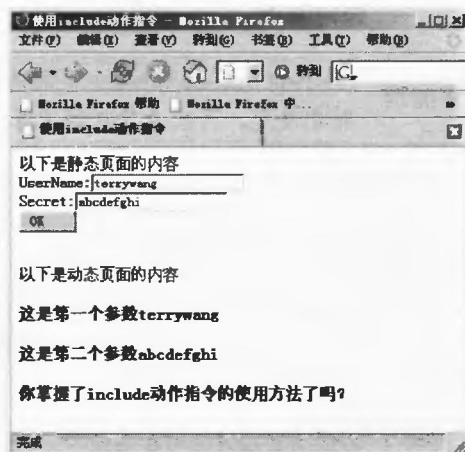 使用include动作指令 - Mozilla Firefox
文件(F) 编辑(E) 查看(V) 转到(G) 书签(B) 工具(T) 帮助(H)
转到 G
Mozilla Firefox 帮助 Mozilla Firefox 中...
使用include动作指令
以下是静态页面的内容
UserName:terrywang
Secret:abcdefghi
OK
以下是动态页面的内容
这是第一个参数terrywang
这是第二个参数abcdefghi
你掌握了include动作指令的使用方法了吗?
完成